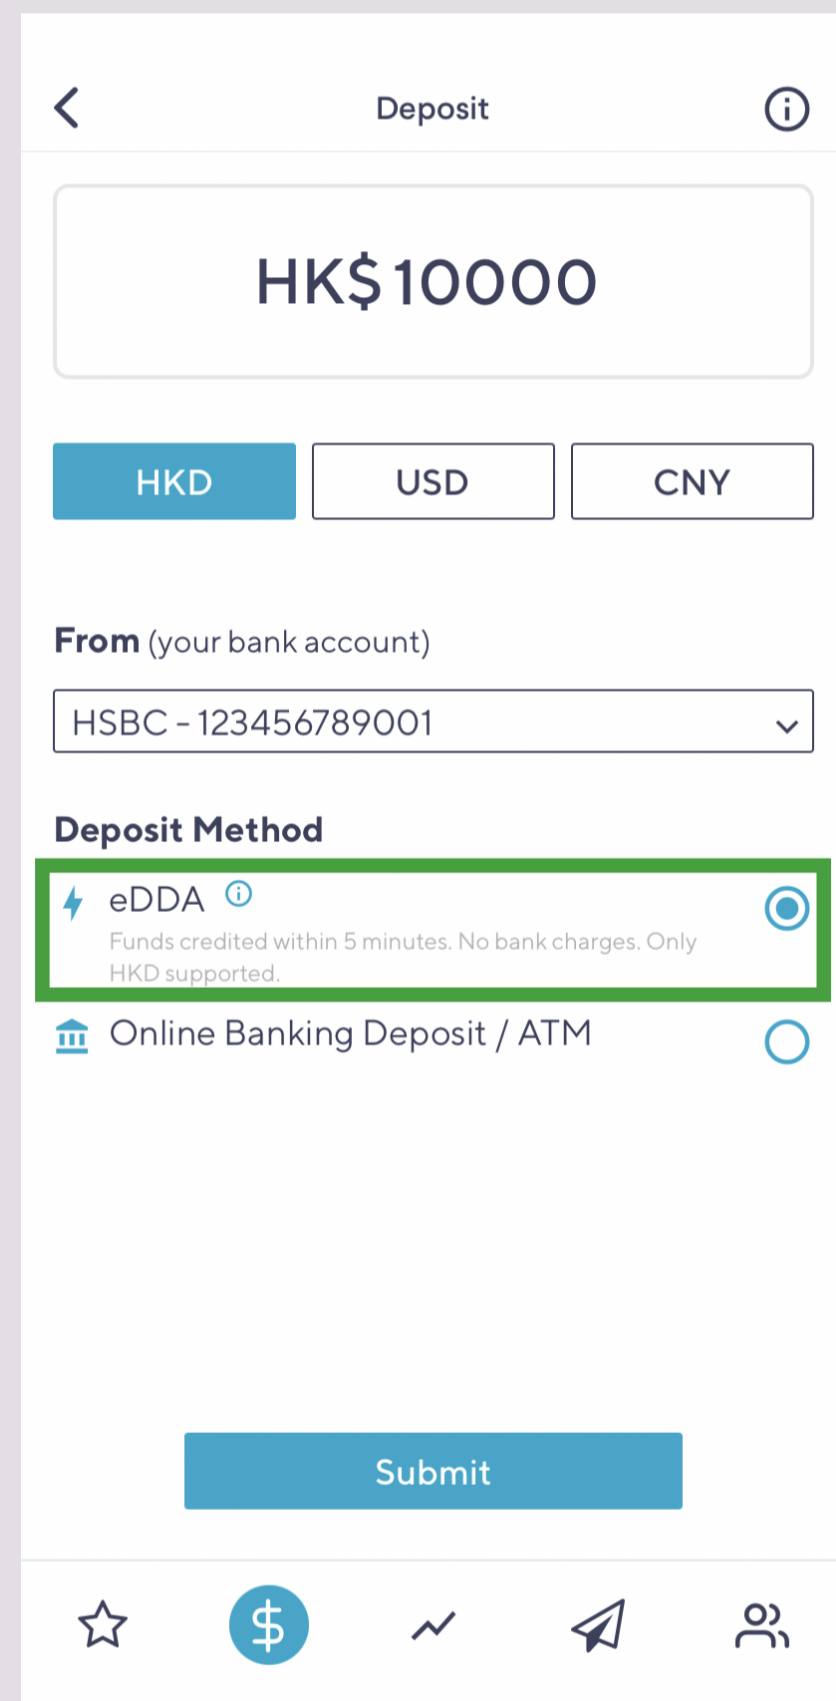 Deposit
HK$10000
HKD
USD
CNY
From (your bank account)
HSBC - 123456789001
Deposit Method
eDDA
Funds credited within 5 minutes. No bank charges. Only
HKD supported.
Online Banking Deposit / ATM
Submit